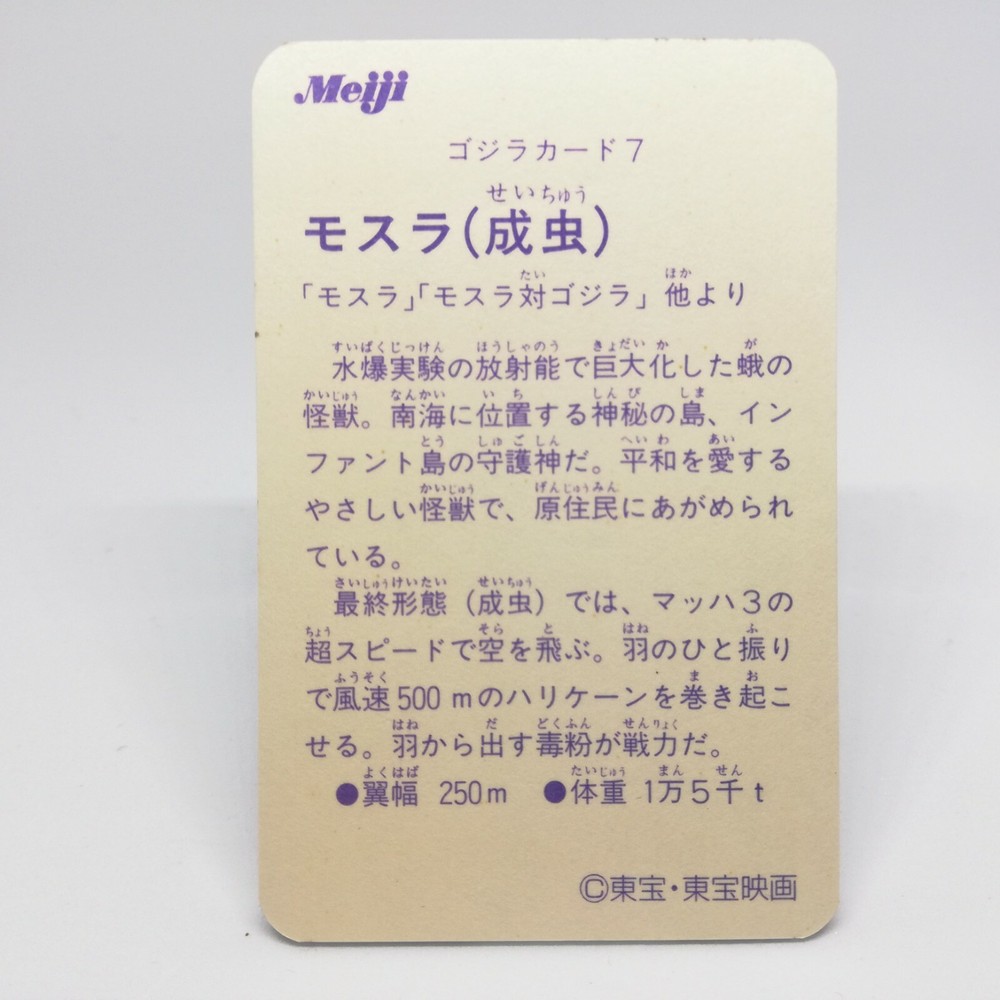 Meiji
ゴジラカード7
せいちゅう
モスラ(成虫)
たい ほか
「モスラ」「モスラ対ゴジラ」他より
すいばくじっけん ほうしゃのう きょだいか が
水爆実験の放射能で巨大化した蛾の
かいじゅう なんかい いち しんぴ しま
怪獣。南海に位置する神秘の島、イン
とう しゅごしん へいわ あい
ファント島の守護神だ。平和を愛する
かいじゅう げんじゅうみん
やさしい怪獣で、原住民にあがめられ
ている。
さいしゅうけいたい せいちゅう
最終形態(成虫)では、マッハ3の
ちょう そら と はね ふ
超スピードで空を飛ぶ。羽のひと振り
ふうそく ま お
で風速500mのハリケーンを巻き起こ
はね だ どくふん せんりょく
せる。羽から出す毒粉が戦力だ。
よくはば たいじゅう まん せん
●翼幅 250m ●体重 1万5千t
©東宝・東宝映画